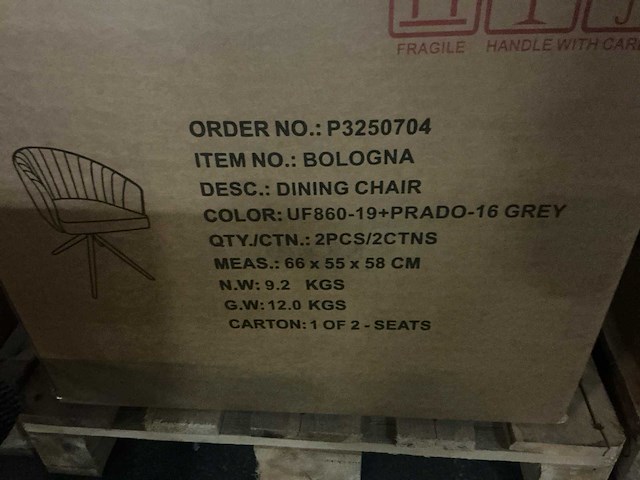 FRAGILE HANDLE WITH CARE
ORDER NO.: P3250704
ITEM NO.: BOLOGNA
DESC.: DINING CHAIR
COLOR: UF860-19+PRADO-16 GREY
QTY./CTN.: 2PCS/2CTNS
MEAS.: 66 x 55 x 58 CM
N.W: 9.2 KGS
G.W: 12.0 KGS
CARTON: 1 OF 2 - SEATS